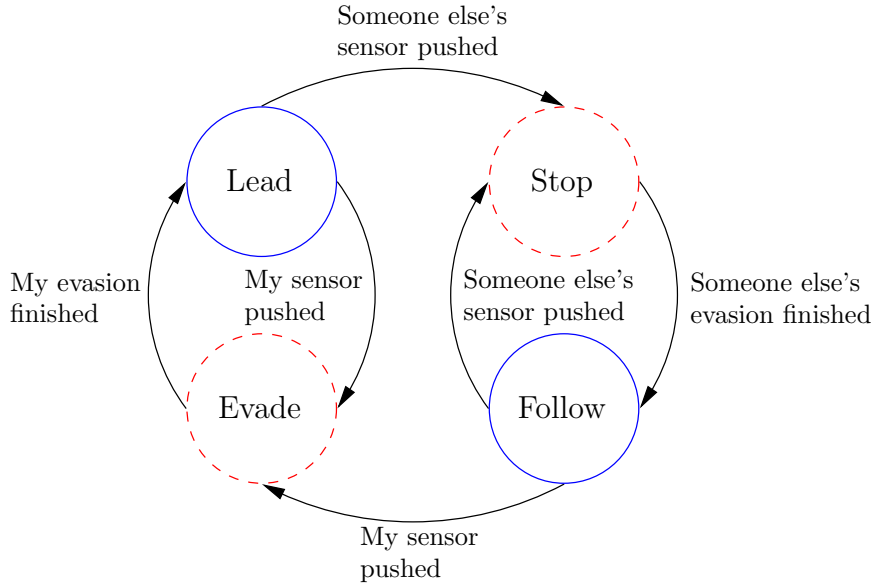 Someone else's
sensor pushed
Lead
Stop
My evasion
finished
My sensor
pushed
Someone else's
sensor pushed
Someone else's
evasion finished
Evade
Follow
My sensor
pushed